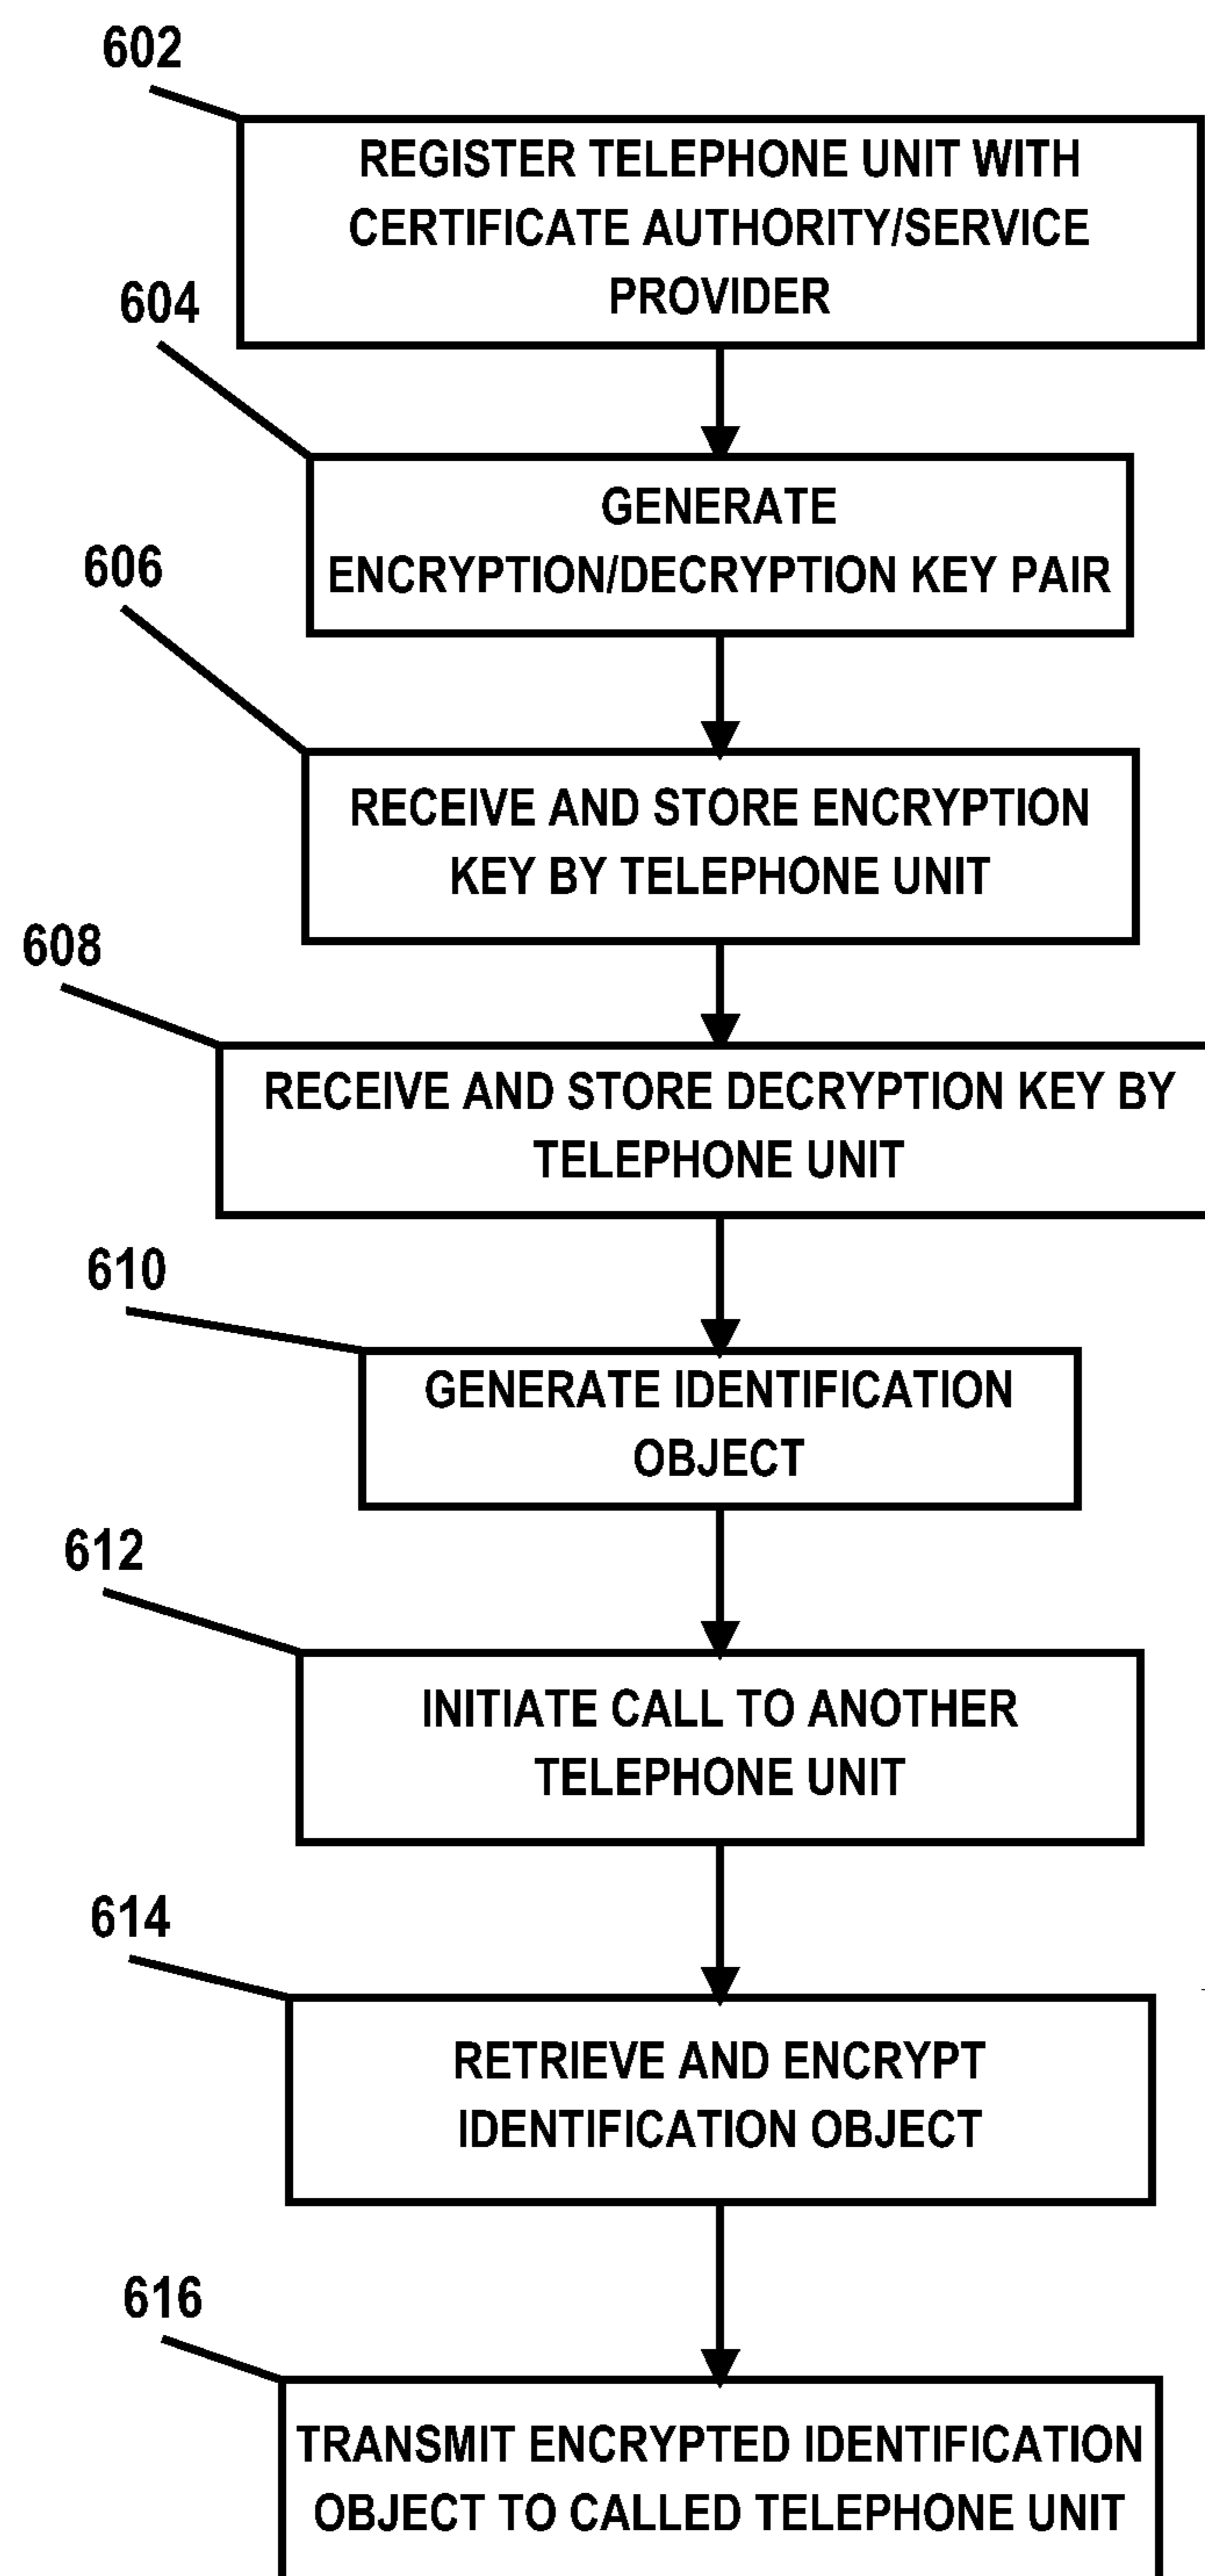 602
REGISTER TELEPHONE UNIT WITH
CERTIFICATE AUTHORITY/SERVICE
PROVIDER
604
GENERATE
ENCRYPTION/DECRYPTION KEY PAIR
606
RECEIVE AND STORE ENCRYPTION
KEY BY TELEPHONE UNIT
608
RECEIVE AND STORE DECRYPTION KEY BY
TELEPHONE UNIT
610
GENERATE IDENTIFICATION
OBJECT
612
INITIATE CALL TO ANOTHER
TELEPHONE UNIT
614
RETRIEVE AND ENCRYPT
IDENTIFICATION OBJECT
616
TRANSMIT ENCRYPTED IDENTIFICATION
OBJECT TO CALLED TELEPHONE UNIT